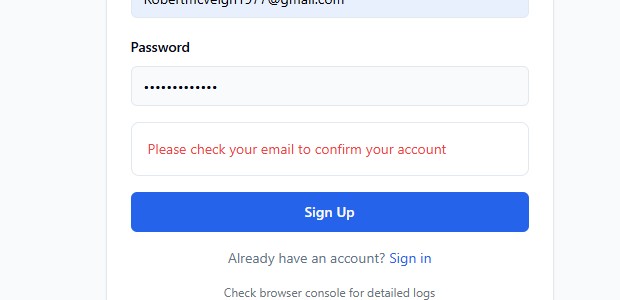 Robertmcveigh1977@gmail.com
Password
•••••••••••••
Please check your email to confirm your account
Sign Up
Already have an account? Sign in
Check browser console for detailed logs